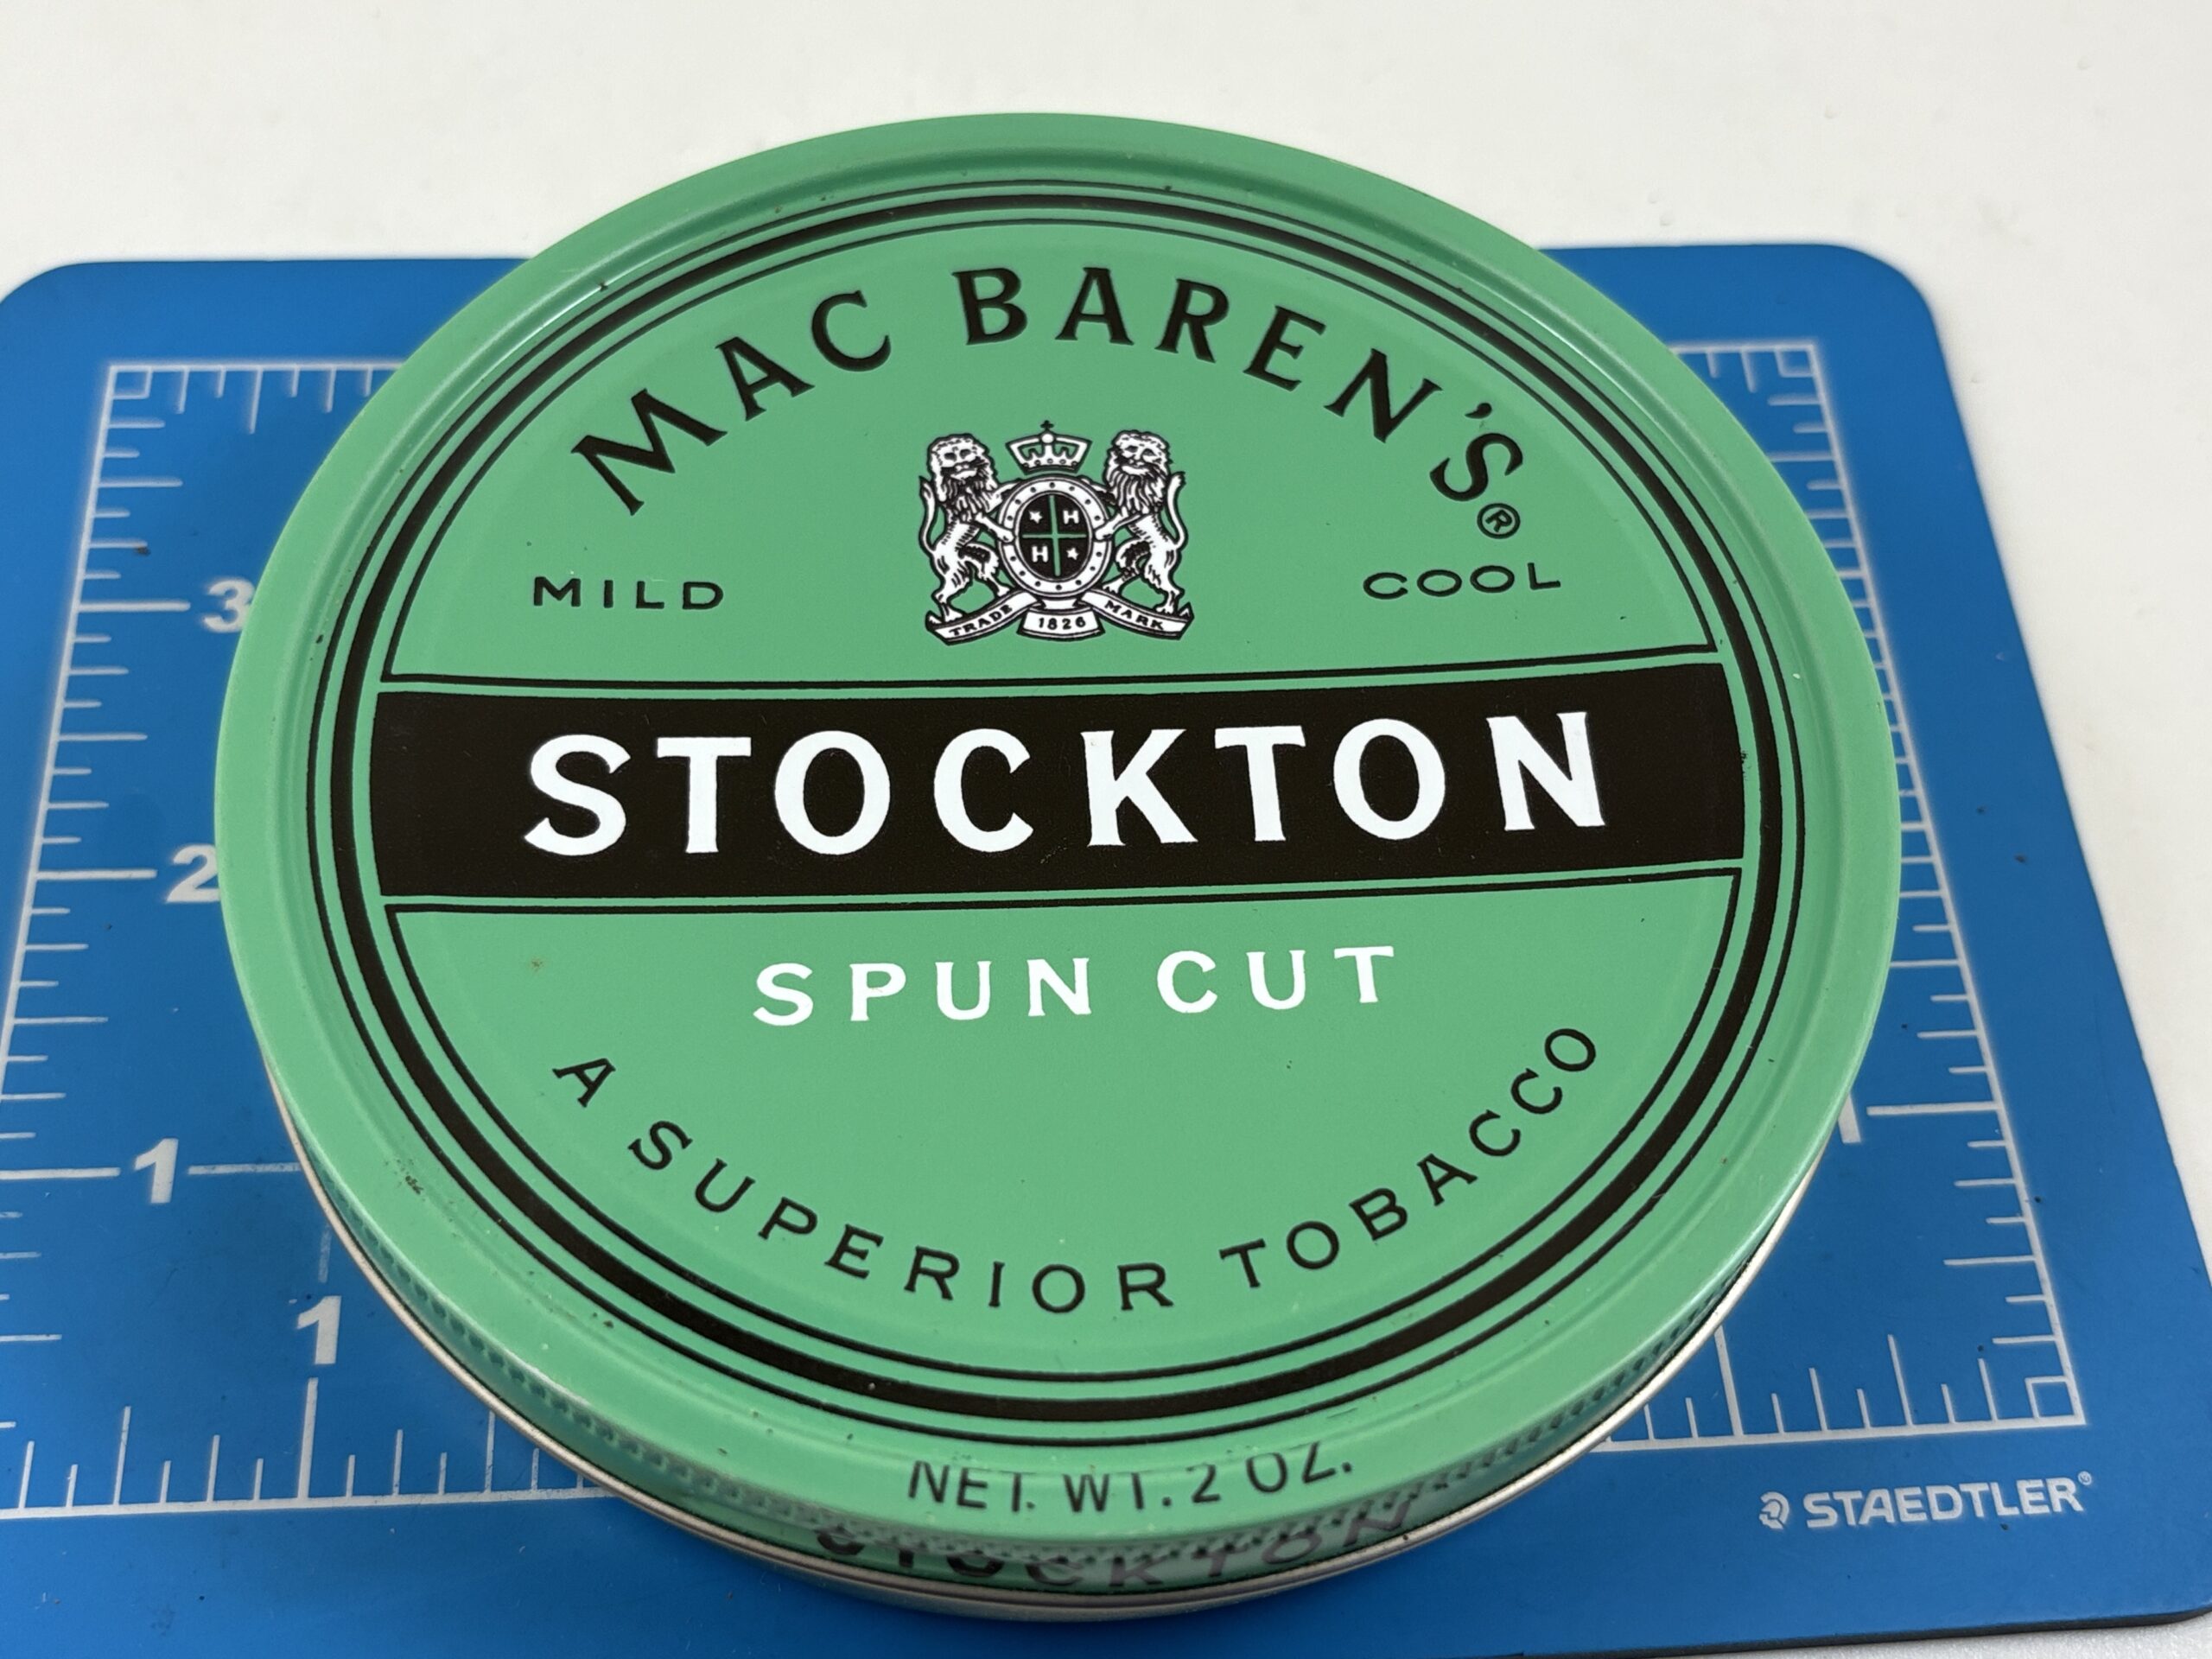 MAC BAREN'S®
MILD
COOL
H
H
TRADE 1826 MARK
STOCKTON
SPUN CUT
A SUPERIOR TOBACCO
NET. WT. 2 OZ.
STOCKTON
3
2
1
1
1
STAEDTLER®